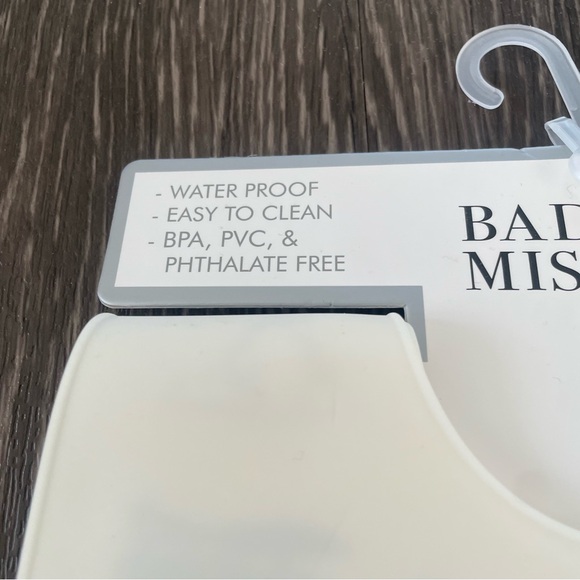 - WATER PROOF
- EASY TO CLEAN
- BPA, PVC, &
PHTHALATE FREE
BAD
MIS